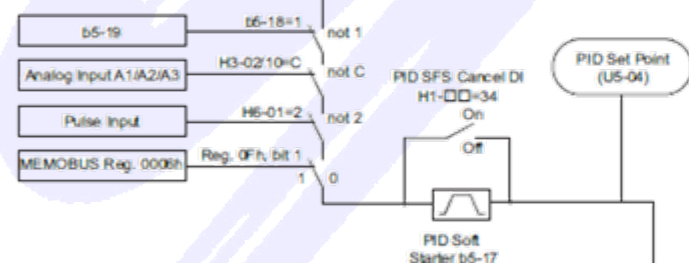 b5-19
b5-18=1
not 1
Analog Input A1/A2/A3
H3-02/10=C
not C
Pulse Input
H6-01=2
not 2
MEMOBUS Reg. 0006h
Reg. 0Fh, bit 1
1
0
PID SFS Cancel DI
H1-□□=34
On
Off
PID Soft
Starter b5-17
PID Set Point
(U5-04)